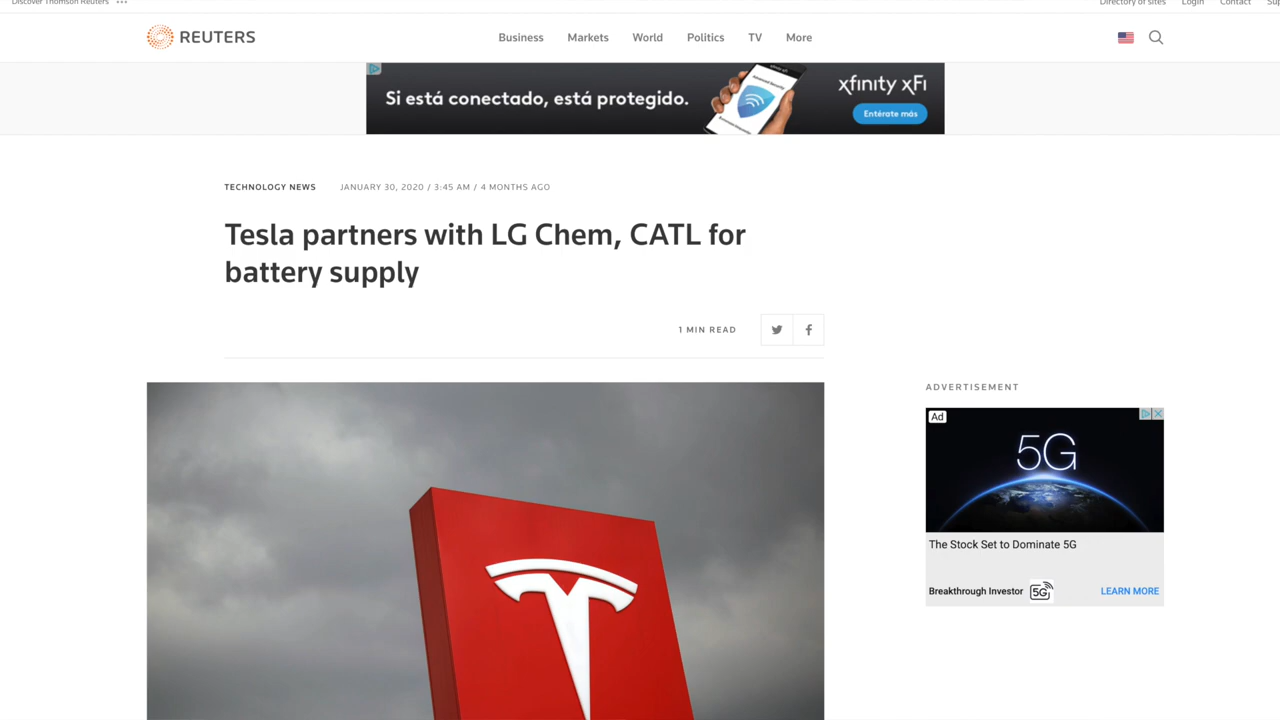 Discover Thomson Reuters
Directory of sites Login Contact
REUTERS
Business Markets World Politics TV More
Si está conectado, está protegido.
xfinity xFi
Entérate más
TECHNOLOGY NEWS
JANUARY 30, 2020 / 3:45 AM / 4 MONTHS AGO
Tesla partners with LG Chem, CATL for
battery supply
1 MIN READ
ADVERTISEMENT
Ad
5G
The Stock Set to Dominate 5G
Breakthrough Investor
5G
LEARN MORE